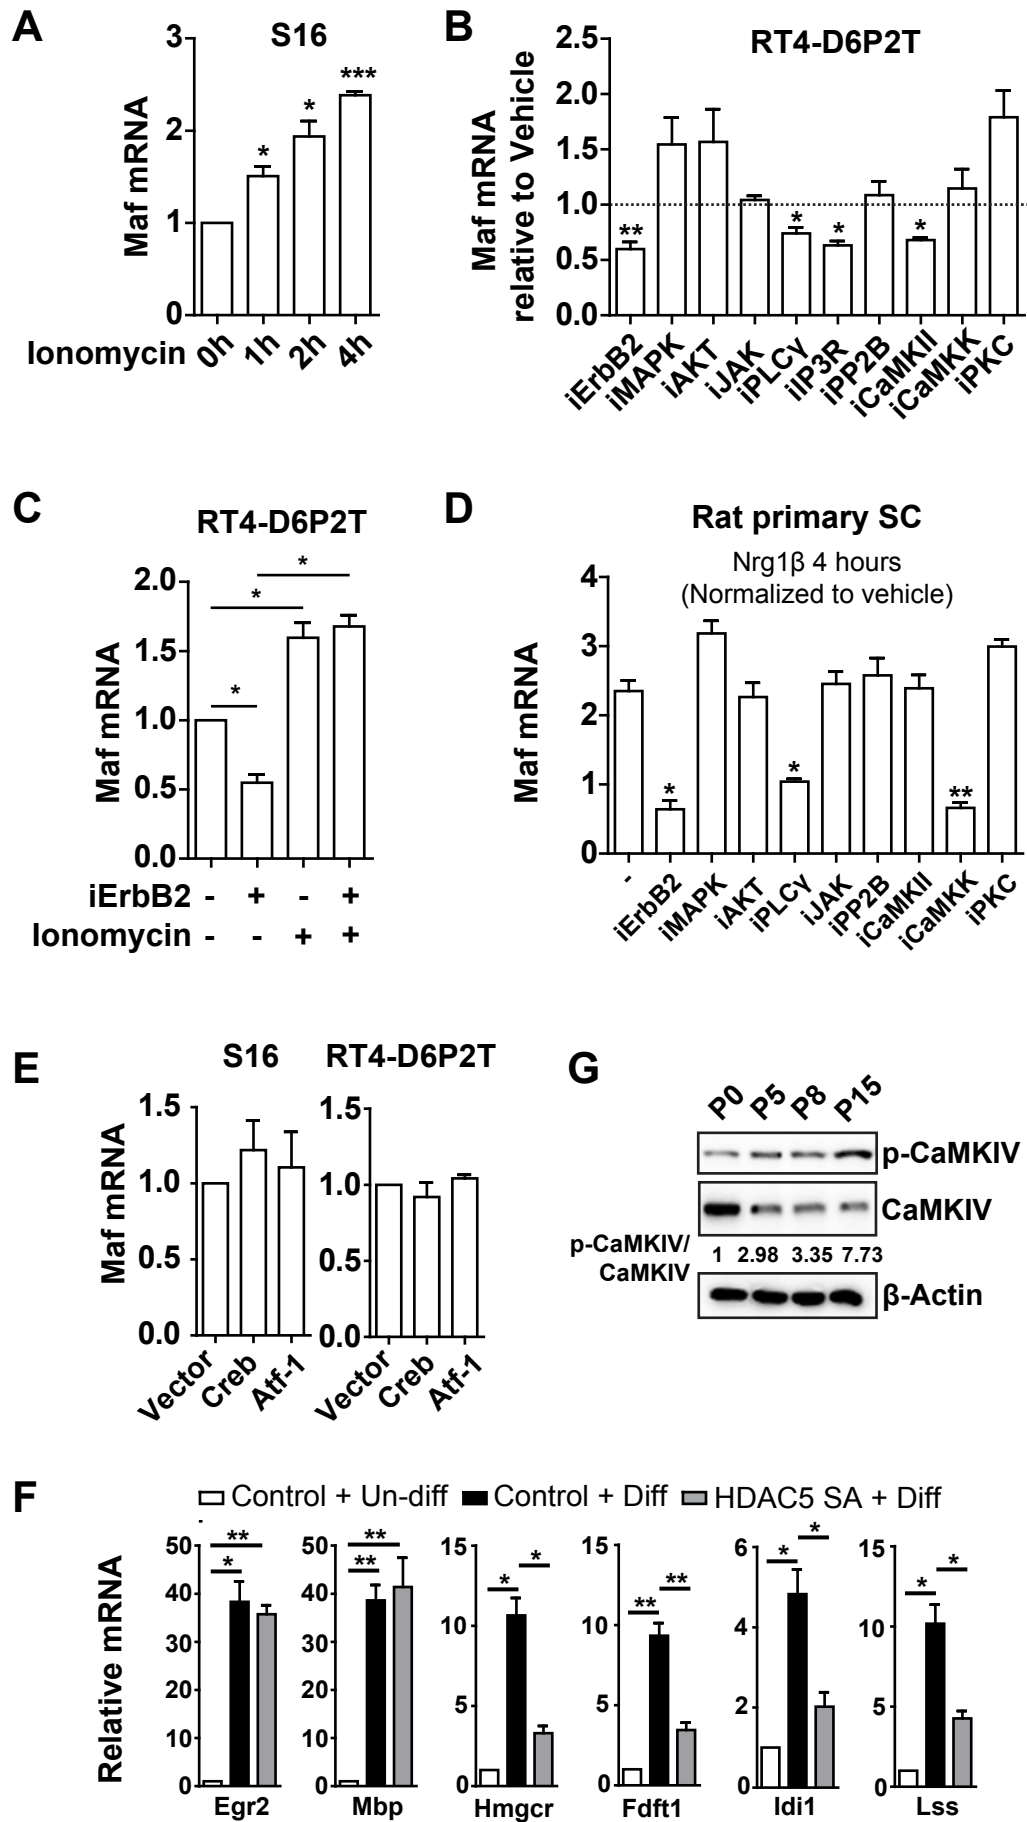 A
S16
Maf mRNA
3
2
1
0
*
*
***
Ionomycin
0h
1h
2h
4h
B
RT4-D6P2T
Maf mRNA
relative to Vehicle
2.5
2.0
1.5
1.0
0.5
0.0
**
*
*
*
iErbB2
iMAPK
iAKT
iJAK
iPLCγ
iIP3R
iPP2B
iCaMKII
iCaMKK
iPKC
C
RT4-D6P2T
Maf mRNA
2.0
1.5
1.0
0.5
0.0
*
*
*
iErbB2 - + - +
Ionomycin - - + +
D
Rat primary SC
Nrg1β 4 hours
(Normalized to vehicle)
Maf mRNA
4
3
2
1
0
*
*
**
-
iErbB2
iMAPK
iAKT
iPLCγ
iJAK
iPP2B
iCaMKII
iCaMKK
iPKC
E
S16
Maf mRNA
1.5
1.0
0.5
0.0
Vector
Creb
Atf-1
RT4-D6P2T
1.5
1.0
0.5
0.0
Vector
Creb
Atf-1
G
P0 P5 P8 P15
p-CaMKIV
CaMKIV
p-CaMKIV/
CaMKIV
1 2.98 3.35 7.73
β-Actin
F
Control + Un-diff Control + Diff HDAC5 SA + Diff
Relative mRNA
50
40
30
20
10
0
**
*
Egr2
50
40
30
20
10
0
**
**
Mbp
15
10
5
0
*
*
Hmgcr
15
10
5
0
**
**
Fdft1
6
4
2
0
*
*
Idi1
15
10
5
0
*
*
Lss